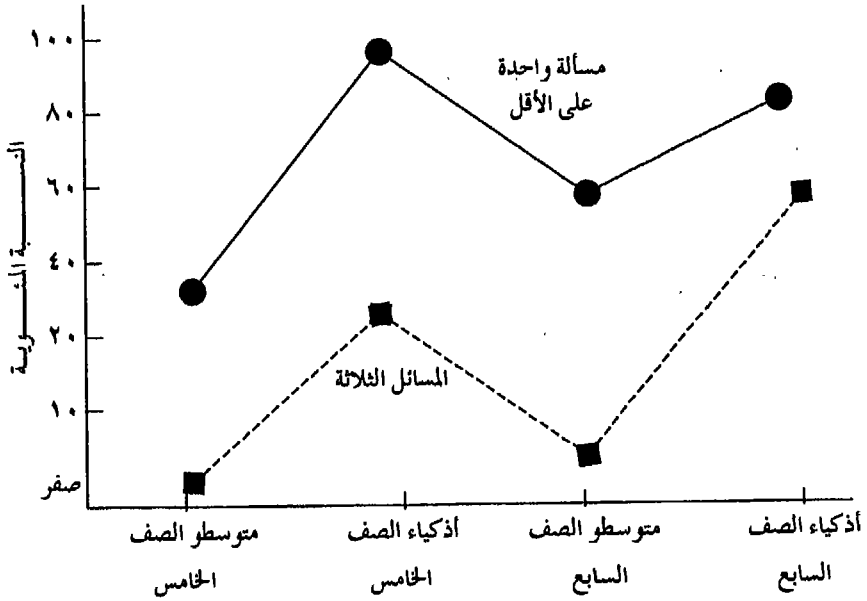 النسبة المئوية
١٠٠
٨٠
٦٠
٤٠
٢٠
١٠
صفر
مسألة واحدة
على الأقل
المسائل الثلاثة
متوسطو الصف
الخامس
أذكياء الصف
الخامس
متوسطو الصف
السابع
أذكياء الصف
السابع